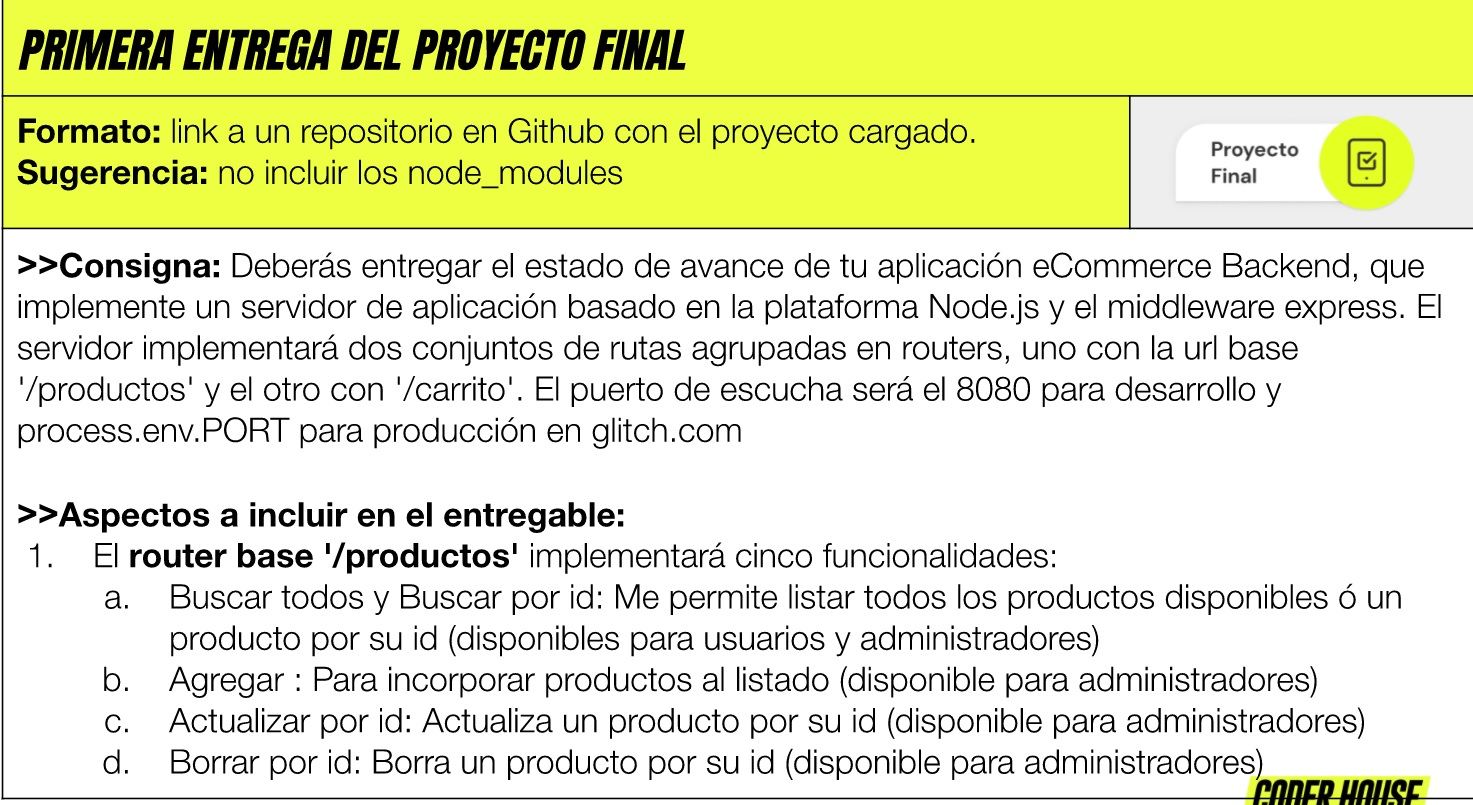 PRIMERA ENTREGA DEL PROYECTO FINAL
Formato: link a un repositorio en Github con el proyecto cargado.
Sugerencia: no incluir los node_modules
Proyecto
Final
>>Consigna: Deberás entregar el estado de avance de tu aplicación eCommerce Backend, que
implemente un servidor de aplicación basado en la plataforma Node.js y el middleware express. El
servidor implementará dos conjuntos de rutas agrupadas en routers, uno con la url base
'/productos' y el otro con '/carrito'. El puerto de escucha será el 8080 para desarrollo y
process.env.PORT para producción en glitch.com
>>Aspectos a incluir en el entregable:
1. El router base '/productos' implementará cinco funcionalidades:
a. Buscar todos y Buscar por id: Me permite listar todos los productos disponibles ó un
producto por su id (disponibles para usuarios y administradores)
b. Agregar : Para incorporar productos al listado (disponible para administradores)
c. Actualizar por id: Actualiza un producto por su id (disponible para administradores)
d. Borrar por id: Borra un producto por su id (disponible para administradores)
CODER HOUSE